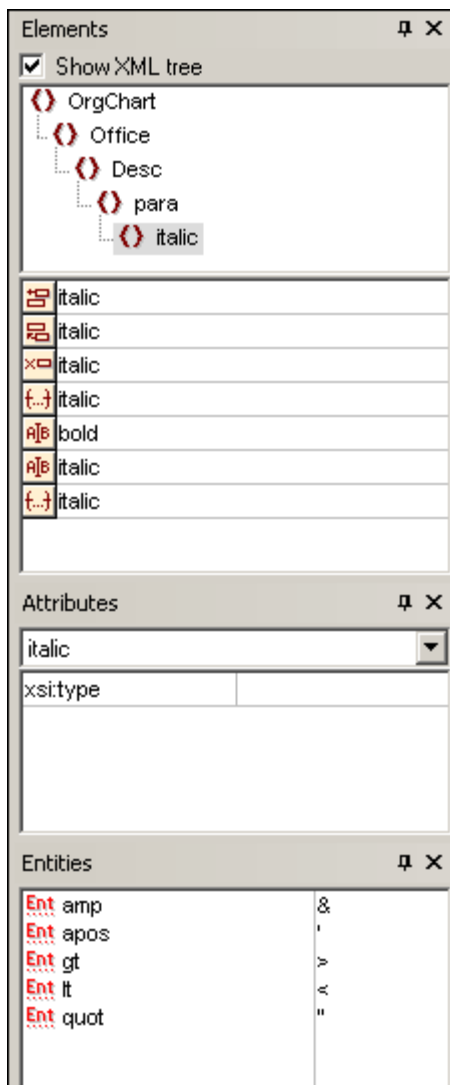 Elements
Show XML tree
OrgChart
Office
Desc
para
italic
italic
italic
italic
italic
A|B bold
A|B italic
italic
Attributes
italic
xsi:type
Entities
Ent amp &
Ent apos '
Ent gt >
Ent lt <
Ent quot "